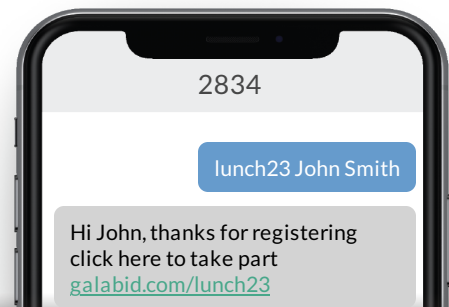 2834
lunch23 John Smith
Hi John, thanks for registering
click here to take part
galabid.com/lunch23